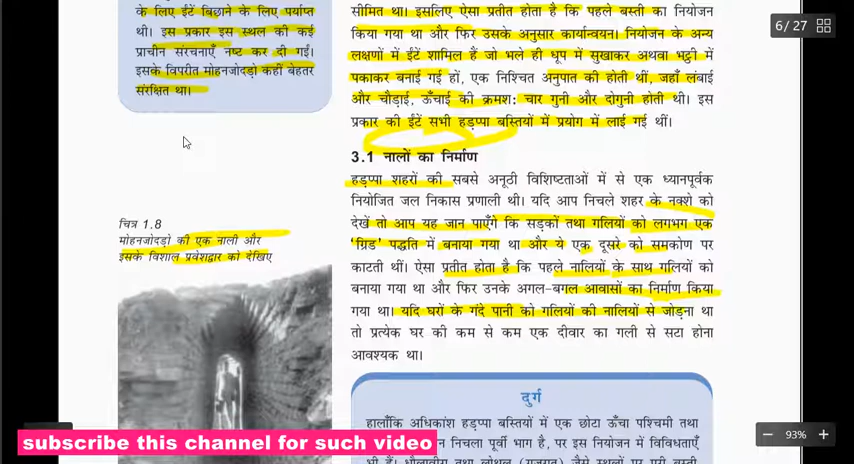 के लिए ईंटें बिछाने के लिए पर्याप्त
थी। इस प्रकार इस स्थल की कई
प्राचीन संरचनाएँ नष्ट कर दी गईं।
इसके विपरीत मोहनजोदड़ो कहीं बेहतर
संरक्षित था।
चित्र 1.8
मोहनजोदड़ो की एक नाली और
इसके विशाल प्रवेशद्वार को देखिए
सीमित था। इसलिए ऐसा प्रतीत होता है कि पहले बस्ती का नियोजन
किया गया था और फिर उसके अनुसार कार्यान्वयन। नियोजन के अन्य
लक्षणों में ईंटें शामिल हैं जो भले ही धूप में सुखाकर अथवा भट्ठी में
पकाकर बनाई गई हों, एक निश्चित अनुपात की होती थीं, जहाँ लंबाई
और चौड़ाई, ऊँचाई की क्रमश: चार गुनी और दोगुनी होती थी। इस
प्रकार की ईंटें सभी हड़प्पा बस्तियों में प्रयोग में लाई गई थीं।
3.1 नालों का निर्माण
हड़प्पा शहरों की सबसे अनूठी विशिष्टताओं में से एक ध्यानपूर्वक
नियोजित जल निकास प्रणाली थी। यदि आप निचले शहर के नक्शे को
देखें तो आप यह जान पाएँगे कि सड़कों तथा गलियों को लगभग एक
'ग्रिड' पद्धति में बनाया गया था और ये एक दूसरे को समकोण पर
काटती थीं। ऐसा प्रतीत होता है कि पहले नालियों के साथ गलियों को
बनाया गया था और फिर उनके अगल-बगल आवासों का निर्माण किया
गया था। यदि घरों के गंदे पानी को गलियों की नालियों से जोड़ना था
तो प्रत्येक घर की कम से कम एक दीवार का गली से सटा होना
आवश्यक था।
दुर्ग
हालाँकि अधिकांश हड़प्पा बस्तियों में एक छोटा ऊँचा पश्चिमी तथा
न निचला पूर्वी भाग है, पर इस नियोजन में विविधताएँ
भी हैं। धौलावीरा तथा लोथल (गुजरात) जैसे स्थलों पर पूरी बस्ती
6 / 27
93%
subscribe this channel for such video